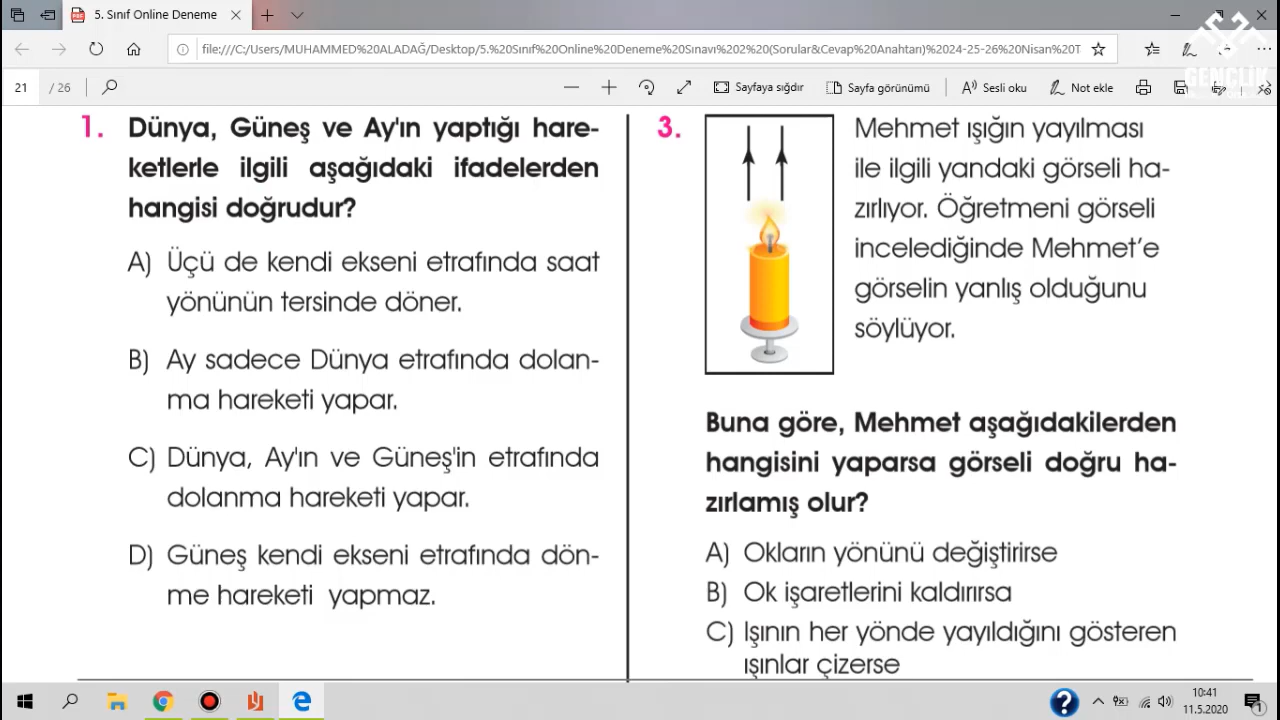 5. Sınıf Online Deneme
file:///C:/Users/MUHAMMED%20ALADAĞ/Desktop/5.%20Sınıf%20Online%20Deneme%20Sınavı%202%20(Sorular&Cevap%20Anahtarı)%2024-25-26%20Nisan%20T
GENÇLİK
21 / 26
Sayfaya sığdır
Sayfa görünümü
Sesli oku
Not ekle
1. Dünya, Güneş ve Ay'ın yaptığı hare-
ketlerle ilgili aşağıdaki ifadelerden
hangisi doğrudur?
A) Üçü de kendi ekseni etrafında saat
yönünün tersinde döner.
B) Ay sadece Dünya etrafında dolan-
ma hareketi yapar.
C) Dünya, Ay'ın ve Güneş'in etrafında
dolanma hareketi yapar.
D) Güneş kendi ekseni etrafında dön-
me hareketi yapmaz.
3. Mehmet ışığın yayılması
ile ilgili yandaki görseli ha-
zırlıyor. Öğretmeni görseli
incelediğinde Mehmet’e
görselin yanlış olduğunu
söylüyor.
Buna göre, Mehmet aşağıdakilerden
hangisini yaparsa görseli doğru ha-
zırlamış olur?
A) Okların yönünü değiştirirse
B) Ok işaretlerini kaldırırsa
C) Işının her yönde yayıldığını gösteren
ışınlar çizerse
10:41
11.5.2020